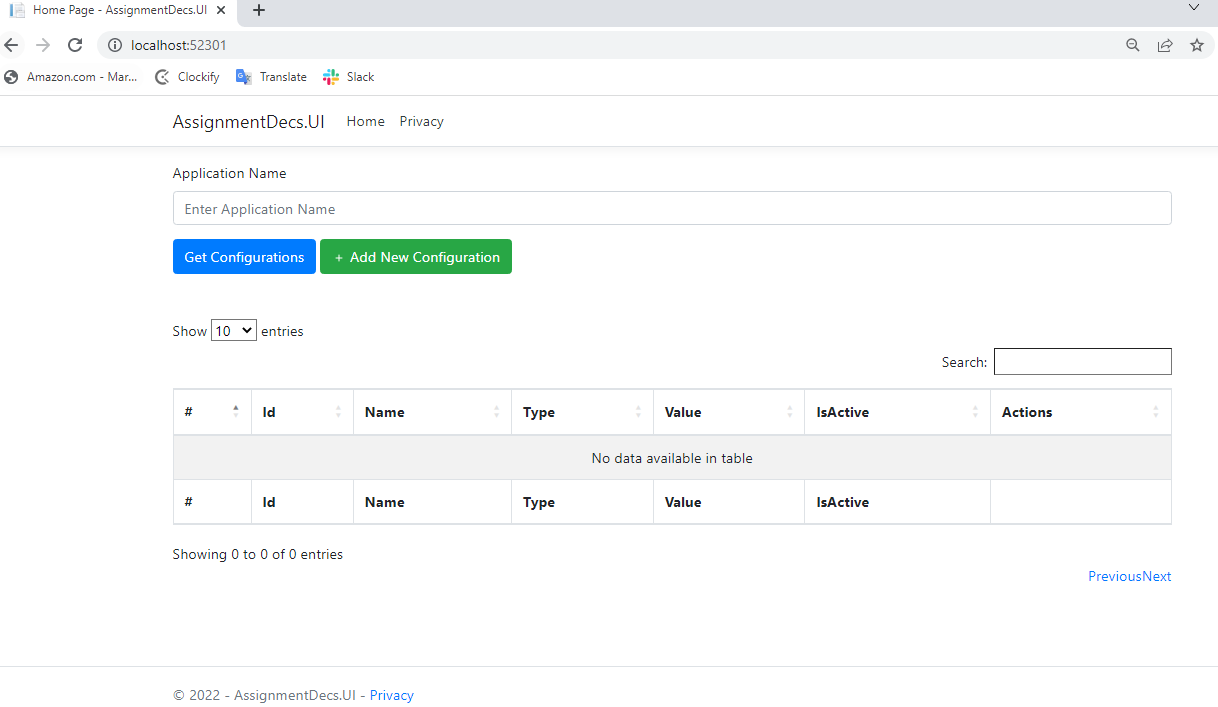 Home Page - AssignmentDecs.UI
localhost:52301
Amazon.com - Mar... Clockify Translate Slack
AssignmentDecs.UI Home Privacy
Application Name
Enter Application Name
Get Configurations + Add New Configuration
Show 10 entries
Search:
# Id Name Type Value IsActive Actions
No data available in table
# Id Name Type Value IsActive
Showing 0 to 0 of 0 entries
PreviousNext
© 2022 - AssignmentDecs.UI - Privacy